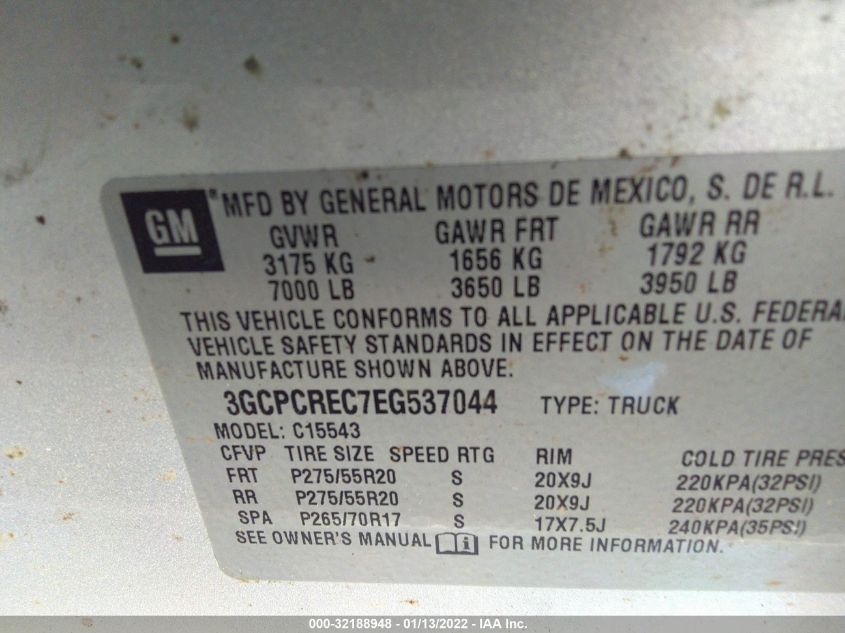 GM ® MFD BY GENERAL MOTORS DE MEXICO, S. DE R.L.
GVWR GAWR FRT GAWR RR
3175 KG 1656 KG 1792 KG
7000 LB 3650 LB 3950 LB
THIS VEHICLE CONFORMS TO ALL APPLICABLE U.S. FEDERA
VEHICLE SAFETY STANDARDS IN EFFECT ON THE DATE OF
MANUFACTURE SHOWN ABOVE.
3GCPCREC7EG537044 TYPE: TRUCK
MODEL: C15543
CFVP TIRE SIZE SPEED RTG RIM COLD TIRE PRES
FRT P275/55R20 S 20X9J 220KPA(32PSI)
RR P275/55R20 S 20X9J 220KPA(32PSI)
SPA P265/70R17 S 17X7.5J 240KPA(35PSI)
SEE OWNER'S MANUAL FOR MORE INFORMATION.
000-32188948 - 01/13/2022 - IAA Inc.